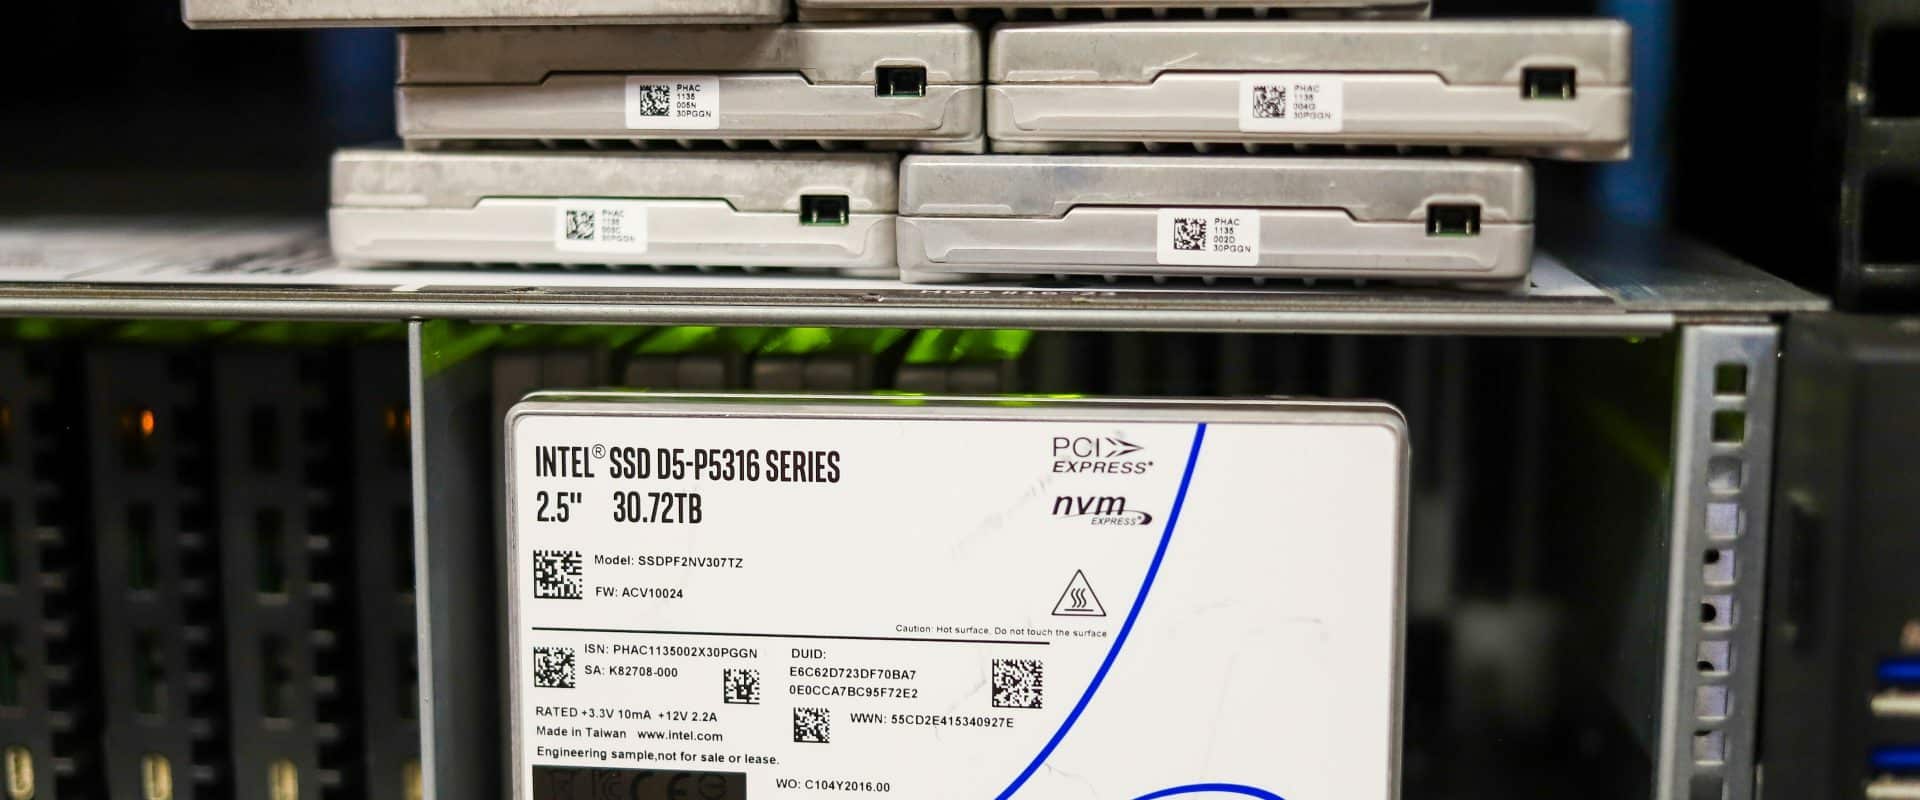 PHAC
1135
005N
30PGGN
PHAC
1135
004G
30PGGN
PHAC
1135
003C
30PGGN
PHAC
1135
002D
30PGGN
INTEL® SSD D5-P5316 SERIES
2.5" 30.72TB
PCI
EXPRESS®
nvm
EXPRESS®
Model: SSDPF2NV307TZ
FW: ACV10024
Caution: Hot surface. Do not touch the surface
ISN: PHAC1135002X30PGGN
SA: K82708-000
DUID:
E6C62D723DF70BA7
0E0CCA7BC95F72E2
WWN: 55CD2E415340927E
RATED +3.3V 10mA +12V 2.2A
Made in Taiwan www.intel.com
Engineering sample,not for sale or lease.
WO: C104Y2016.00